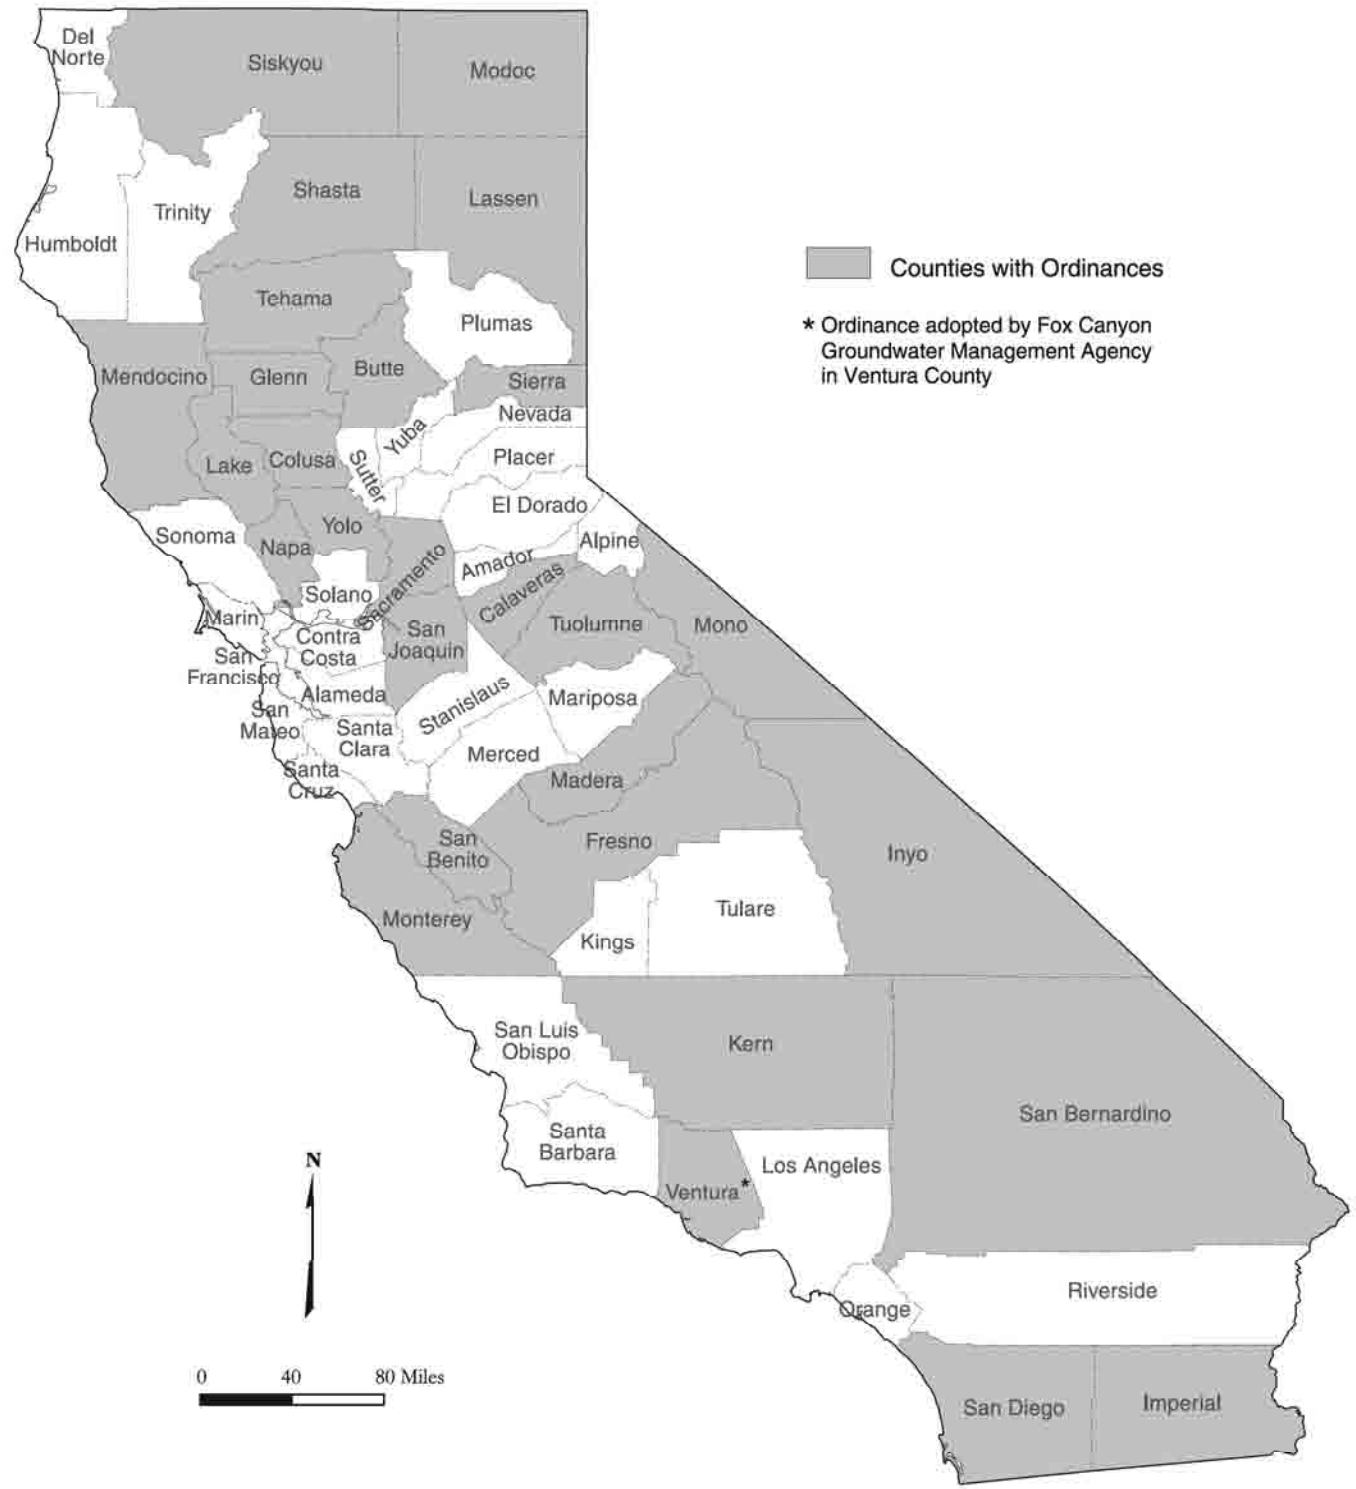 Del
Norte
Siskyou
Modoc
Shasta
Lassen
Trinity
Humboldt
Tehama
Plumas
Counties with Ordinances
* Ordinance adopted by Fox Canyon
Groundwater Management Agency
in Ventura County
Mendocino
Glenn
Butte
Sierra
Nevada
Yuba
Placer
Lake
Colusa
Sutter
El Dorado
Sonoma
Yolo
Napa
Alpine
Amador
Sacramento
Calaveras
Solano
Marin
Contra
Costa
San
Joaquin
Tuolumne
Mono
San
Francisco
Alameda
Stanislaus
Mariposa
San
Mateo
Santa
Clara
Merced
Santa
Cruz
Madera
San
Benito
Fresno
Inyo
Monterey
Tulare
Kings
San Luis
Obispo
Kern
San Bernardino
Santa
Barbara
Los Angeles
Ventura*
N
Orange
Riverside
San Diego
Imperial
0 40 80 Miles